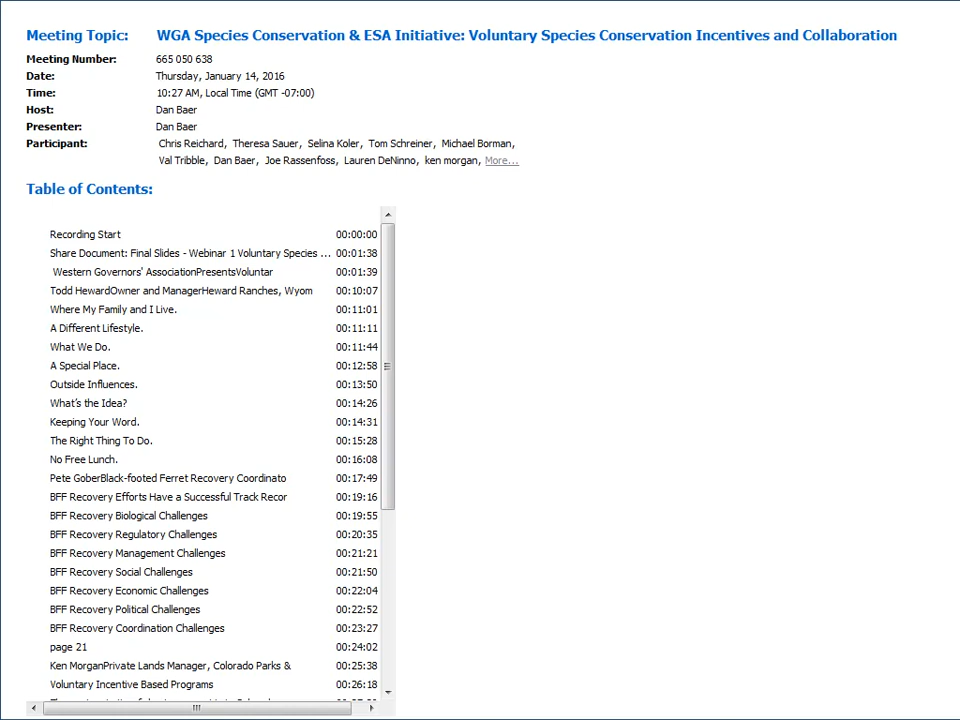 Meeting Topic: WGA Species Conservation & ESA Initiative: Voluntary Species Conservation Incentives and Collaboration
Meeting Number: 665 050 638
Date: Thursday, January 14, 2016
Time: 10:27 AM, Local Time (GMT -07:00)
Host: Dan Baer
Presenter: Dan Baer
Participant: Chris Reichard, Theresa Sauer, Selina Koler, Tom Schreiner, Michael Borman,
Val Tribble, Dan Baer, Joe Rassenfoss, Lauren DeNinno, ken morgan, More...
Table of Contents:
Recording Start 00:00:00
Share Document: Final Slides - Webinar 1 Voluntary Species ... 00:01:38
Western Governors' AssociationPresentsVoluntar 00:01:39
Todd HewardOwner and ManagerHeward Ranches, Wyom 00:10:07
Where My Family and I Live. 00:11:01
A Different Lifestyle. 00:11:11
What We Do. 00:11:44
A Special Place. 00:12:58
Outside Influences. 00:13:50
What's the Idea? 00:14:26
Keeping Your Word. 00:14:31
The Right Thing To Do. 00:15:28
No Free Lunch. 00:16:08
Pete GoberBlack-footed Ferret Recovery Coordinato 00:17:49
BFF Recovery Efforts Have a Successful Track Recor 00:19:16
BFF Recovery Biological Challenges 00:19:55
BFF Recovery Regulatory Challenges 00:20:35
BFF Recovery Management Challenges 00:21:21
BFF Recovery Social Challenges 00:21:50
BFF Recovery Economic Challenges 00:22:04
BFF Recovery Political Challenges 00:22:52
BFF Recovery Coordination Challenges 00:23:27
page 21 00:24:02
Ken MorganPrivate Lands Manager, Colorado Parks & 00:25:38
Voluntary Incentive Based Programs 00:26:18